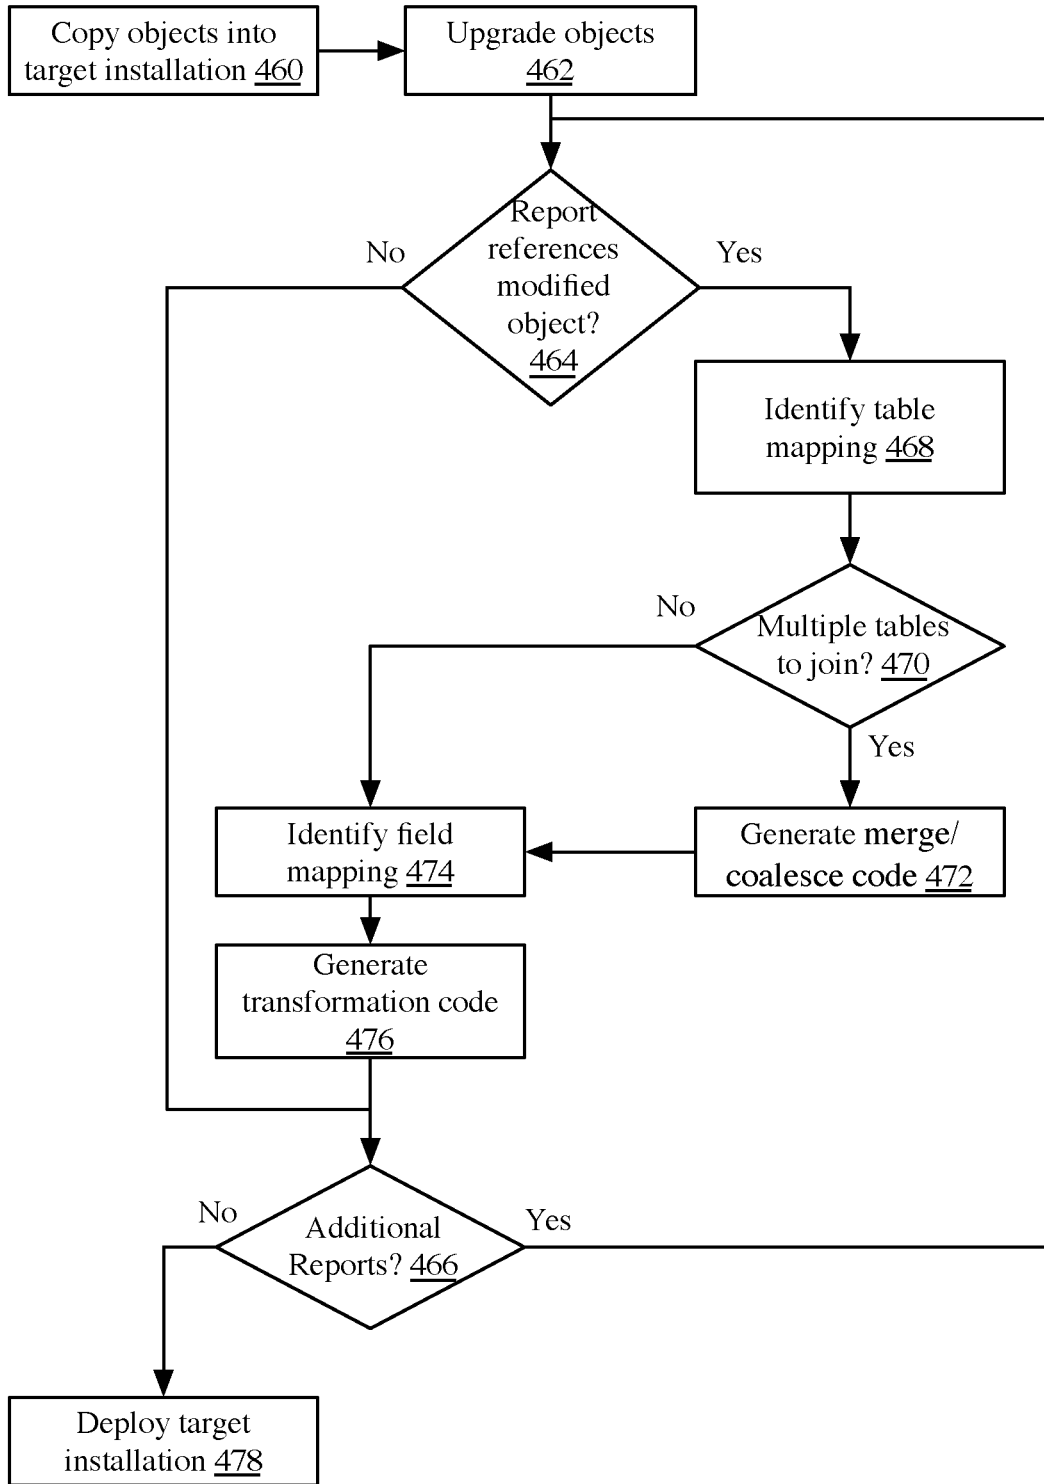 Copy objects into
target installation 460
Upgrade objects
462
Report
references
modified
object?
464
No
Yes
Identify table
mapping 468
No
Multiple tables
to join? 470
Yes
Identify field
mapping 474
Generate merge/
coalesce code 472
Generate
transformation code
476
No
Additional
Reports? 466
Yes
Deploy target
installation 478